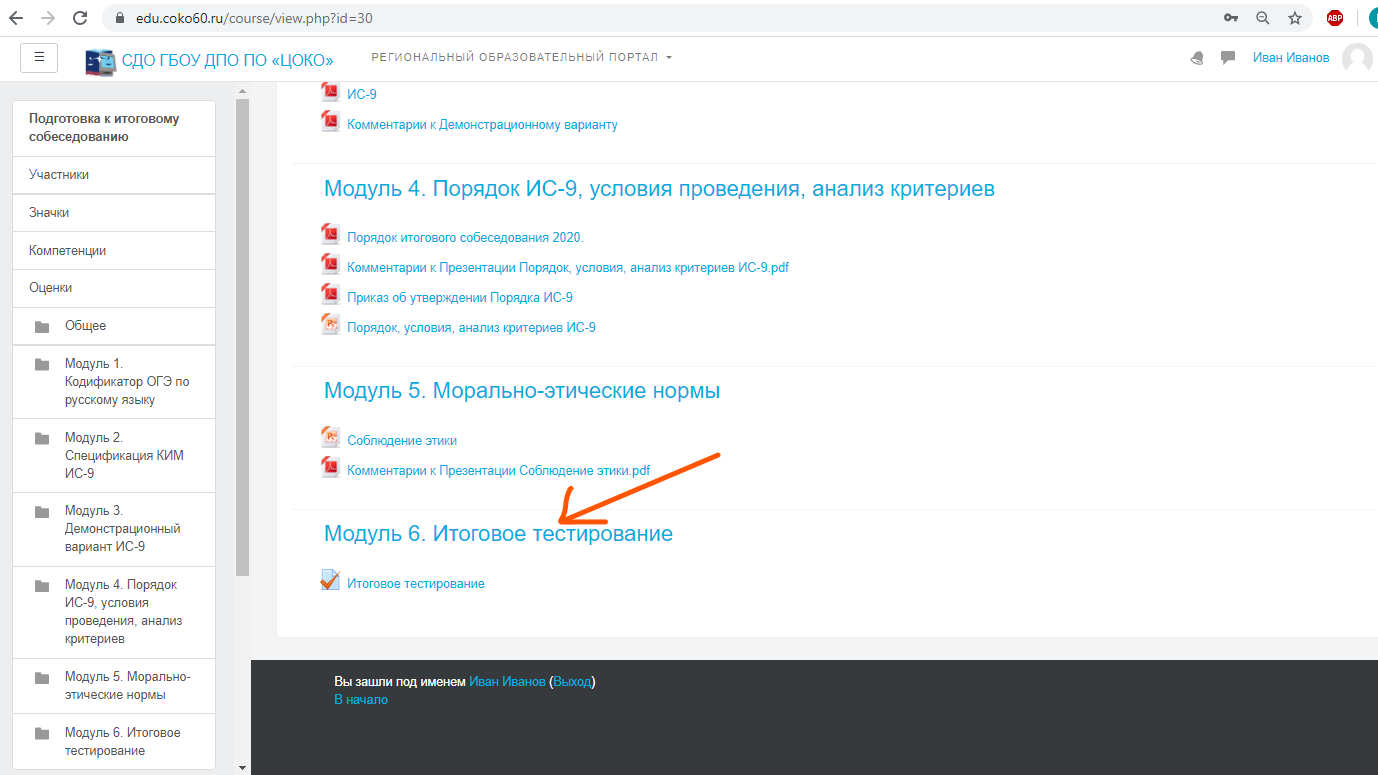 edu.coko60.ru/course/view.php?id=30
ABP
☰
СДО ГБОУ ДПО ПО «ЦОКО»
РЕГИОНАЛЬНЫЙ ОБРАЗОВАТЕЛЬНЫЙ ПОРТАЛ
Иван Иванов
Подготовка к итоговому
собеседованию
Участники
Значки
Компетенции
Оценки
Общее
Модуль 1.
Кодификатор ОГЭ по
русскому языку
Модуль 2.
Спецификация КИМ
ИС-9
Модуль 3.
Демонстрационный
вариант ИС-9
Модуль 4. Порядок
ИС-9, условия
проведения, анализ
критериев
Модуль 5. Морально-
этические нормы
Модуль 6. Итоговое
тестирование
ИС-9
Комментарии к Демонстрационному варианту
Модуль 4. Порядок ИС-9, условия проведения, анализ критериев
Порядок итогового собеседования 2020.
Комментарии к Презентации Порядок, условия, анализ критериев ИС-9.pdf
Приказ об утверждении Порядка ИС-9
Порядок, условия, анализ критериев ИС-9
Модуль 5. Морально-этические нормы
Соблюдение этики
Комментарии к Презентации Соблюдение этики.pdf
Модуль 6. Итоговое тестирование
Итоговое тестирование
Вы зашли под именем Иван Иванов (Выход)
В начало